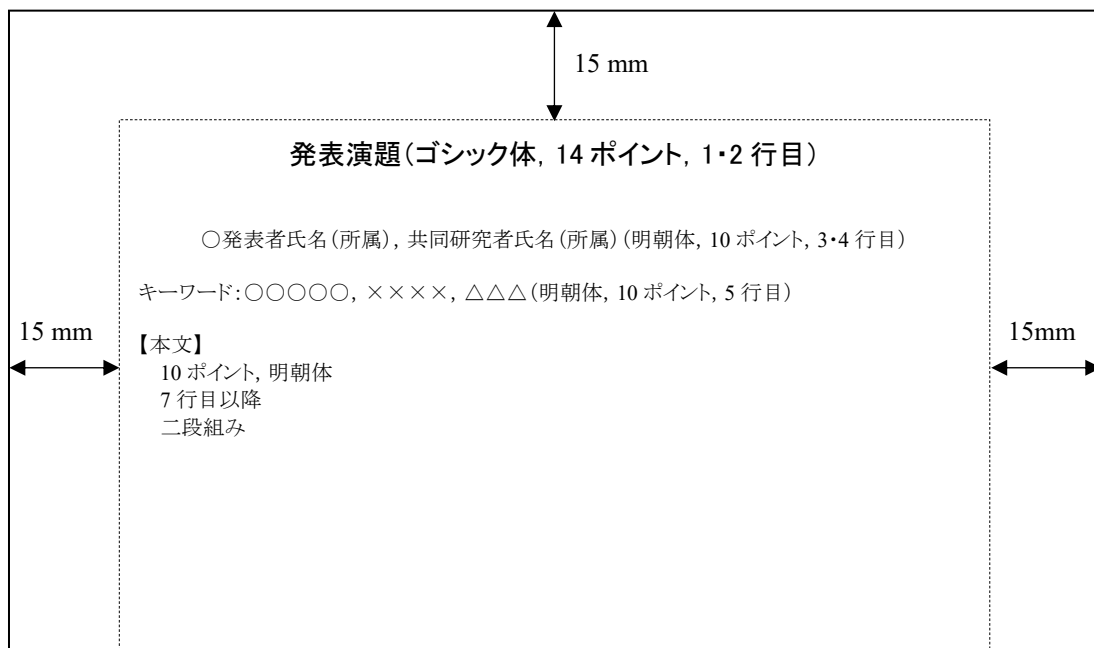 15 mm
発表演題（ゴシック体, 14 ポイント, 1・2 行目）
○発表者氏名（所属）, 共同研究者氏名（所属）（明朝体, 10 ポイント, 3・4 行目）
キーワード：○○○○○, ××××, △△△（明朝体, 10 ポイント, 5 行目）
15 mm
15mm
【本文】
10 ポイント, 明朝体
7 行目以降
二段組み